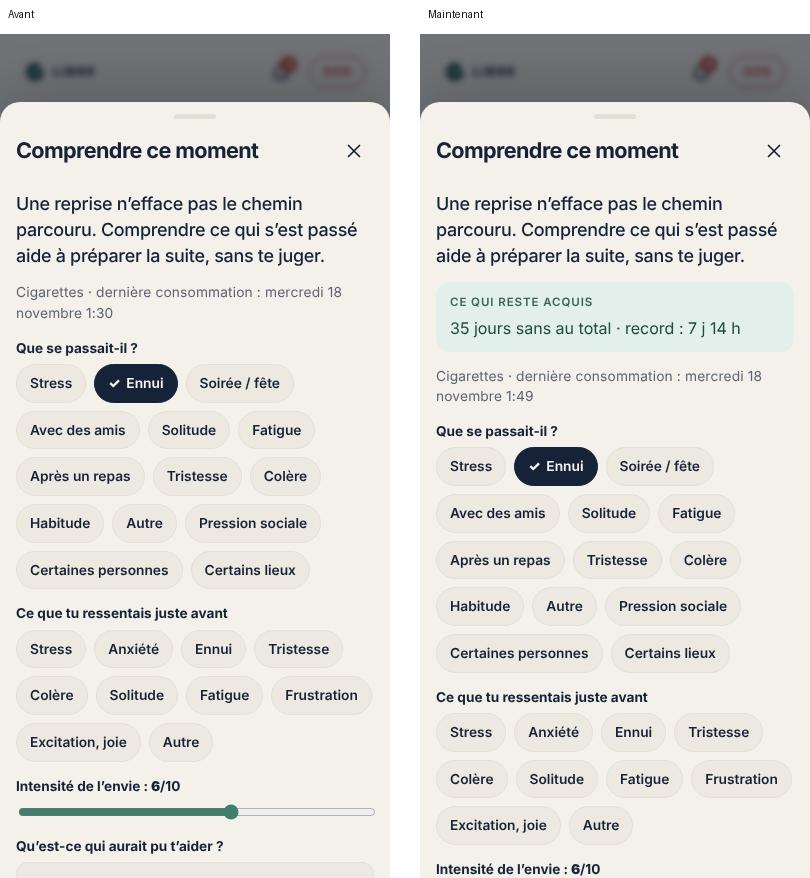 Avant
LIBRE
SOS
Comprendre ce moment
Une reprise n’efface pas le chemin
parcouru. Comprendre ce qui s’est passé
aide à préparer la suite, sans te juger.
Cigarettes · dernière consommation : mercredi 18
novembre 1:30
Que se passait-il ?
Stress ✓ Ennui Soirée / fête
Avec des amis Solitude Fatigue
Après un repas Tristesse Colère
Habitude Autre Pression sociale
Certaines personnes Certains lieux
Ce que tu ressentais juste avant
Stress Anxiété Ennui Tristesse
Colère Solitude Fatigue Frustration
Excitation, joie Autre
Intensité de l’envie : 6/10
Qu’est-ce qui aurait pu t’aider ?
Maintenant
LIBRE
SOS
Comprendre ce moment
Une reprise n’efface pas le chemin
parcouru. Comprendre ce qui s’est passé
aide à préparer la suite, sans te juger.
CE QUI RESTE ACQUIS
35 jours sans au total · record : 7 j 14 h
Cigarettes · dernière consommation : mercredi 18
novembre 1:49
Que se passait-il ?
Stress ✓ Ennui Soirée / fête
Avec des amis Solitude Fatigue
Après un repas Tristesse Colère
Habitude Autre Pression sociale
Certaines personnes Certains lieux
Ce que tu ressentais juste avant
Stress Anxiété Ennui Tristesse
Colère Solitude Fatigue Frustration
Excitation, joie Autre
Intensité de l’envie : 6/10